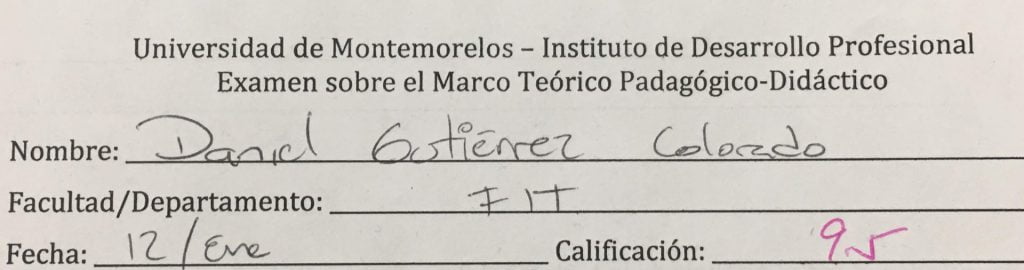 Universidad de Montemorelos – Instituto de Desarrollo Profesional
Examen sobre el Marco Teórico Padagógico-Didáctico
Nombre: Daniel Gutiérrez Colorado
Facultad/Departamento: FIT
Fecha: 12/Ene Calificación: 95